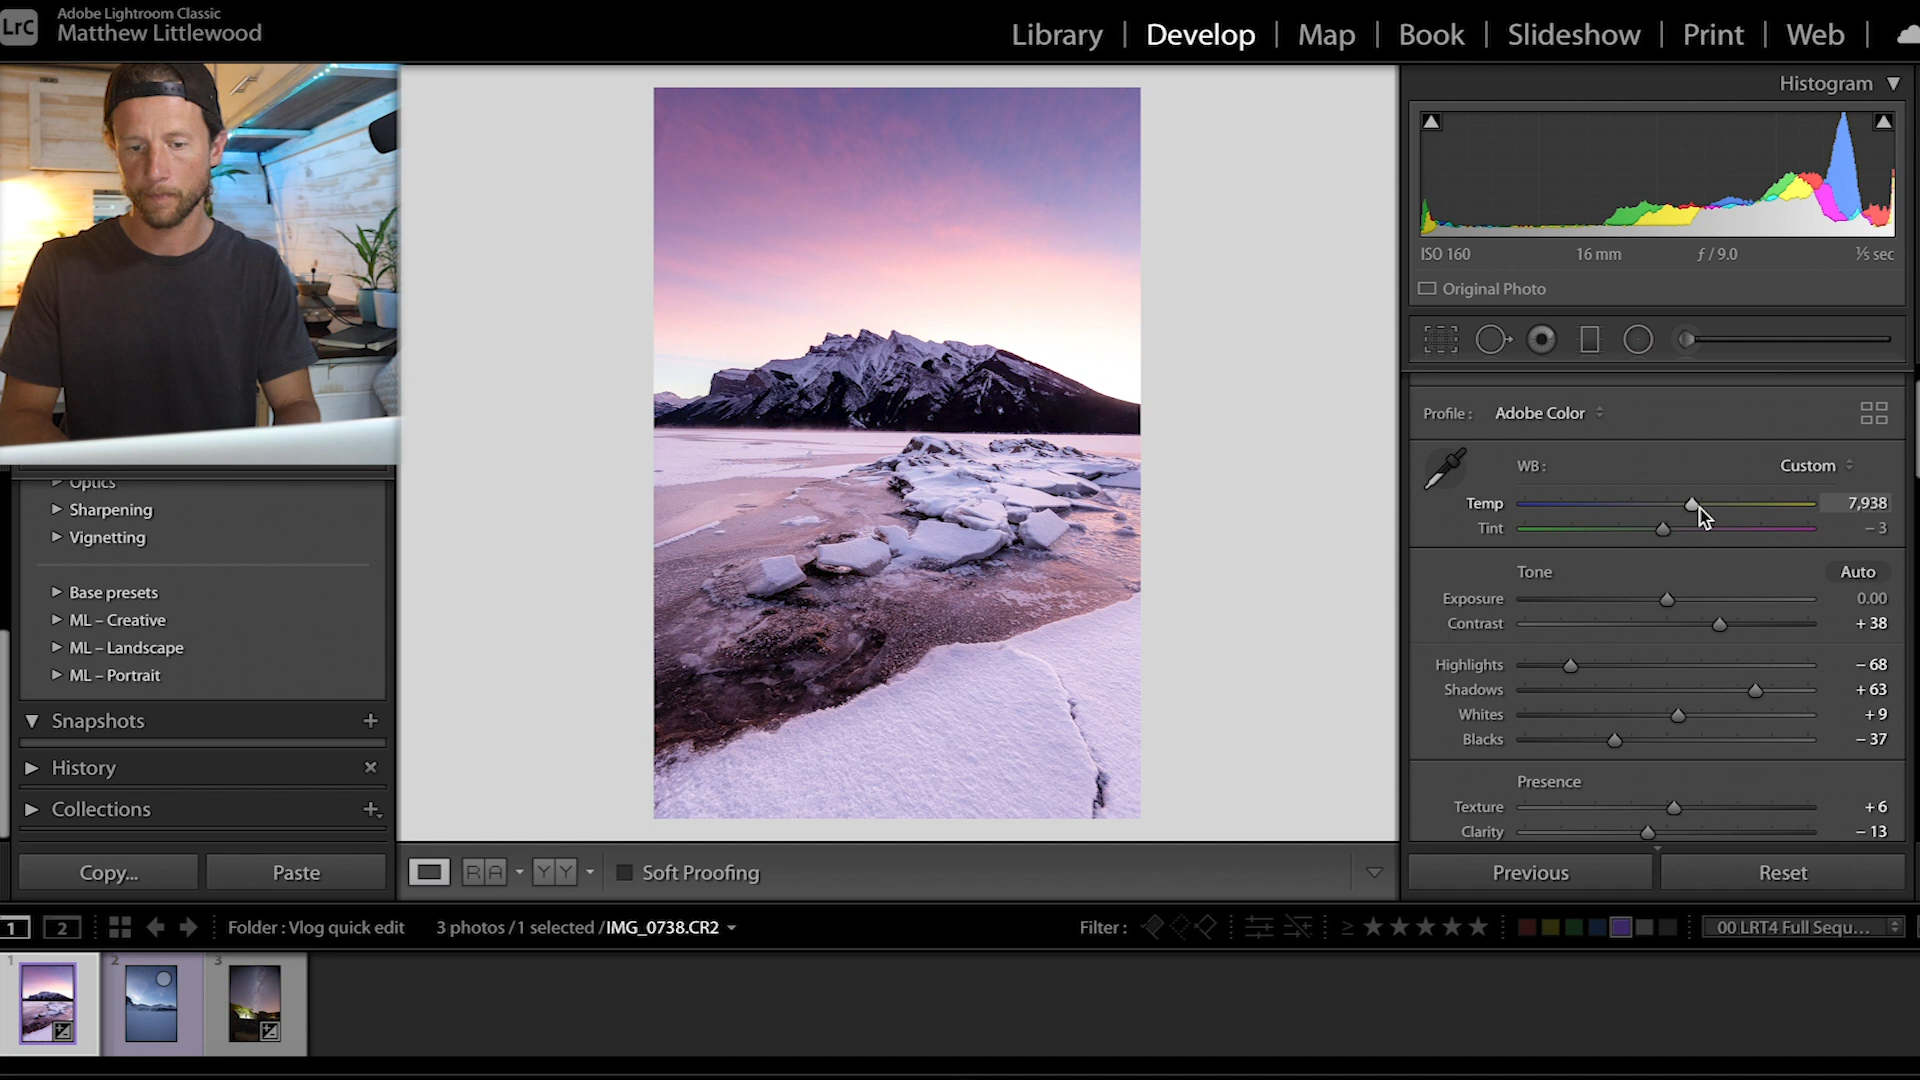 LrC
Adobe Lightroom Classic
Matthew Littlewood
Library | Develop | Map | Book | Slideshow | Print | Web |
Histogram
ISO 160 16 mm ƒ / 9.0 ⅕ sec
Original Photo
Profile : Adobe Color
WB : Custom
Temp 7,938
Tint – 3
Tone Auto
Exposure 0.00
Contrast + 38
Highlights – 68
Shadows + 63
Whites + 9
Blacks – 37
Presence
Texture + 6
Clarity – 13
Previous Reset
Optics
Sharpening
Vignetting
Base presets
ML – Creative
ML – Landscape
ML – Portrait
Snapshots
History
Collections
Copy... Paste
R A Y Y Soft Proofing
1 2 Folder : Vlog quick edit 3 photos / 1 selected / IMG_0738.CR2 Filter : 00 LRT4 Full Sequ...
1 2 3